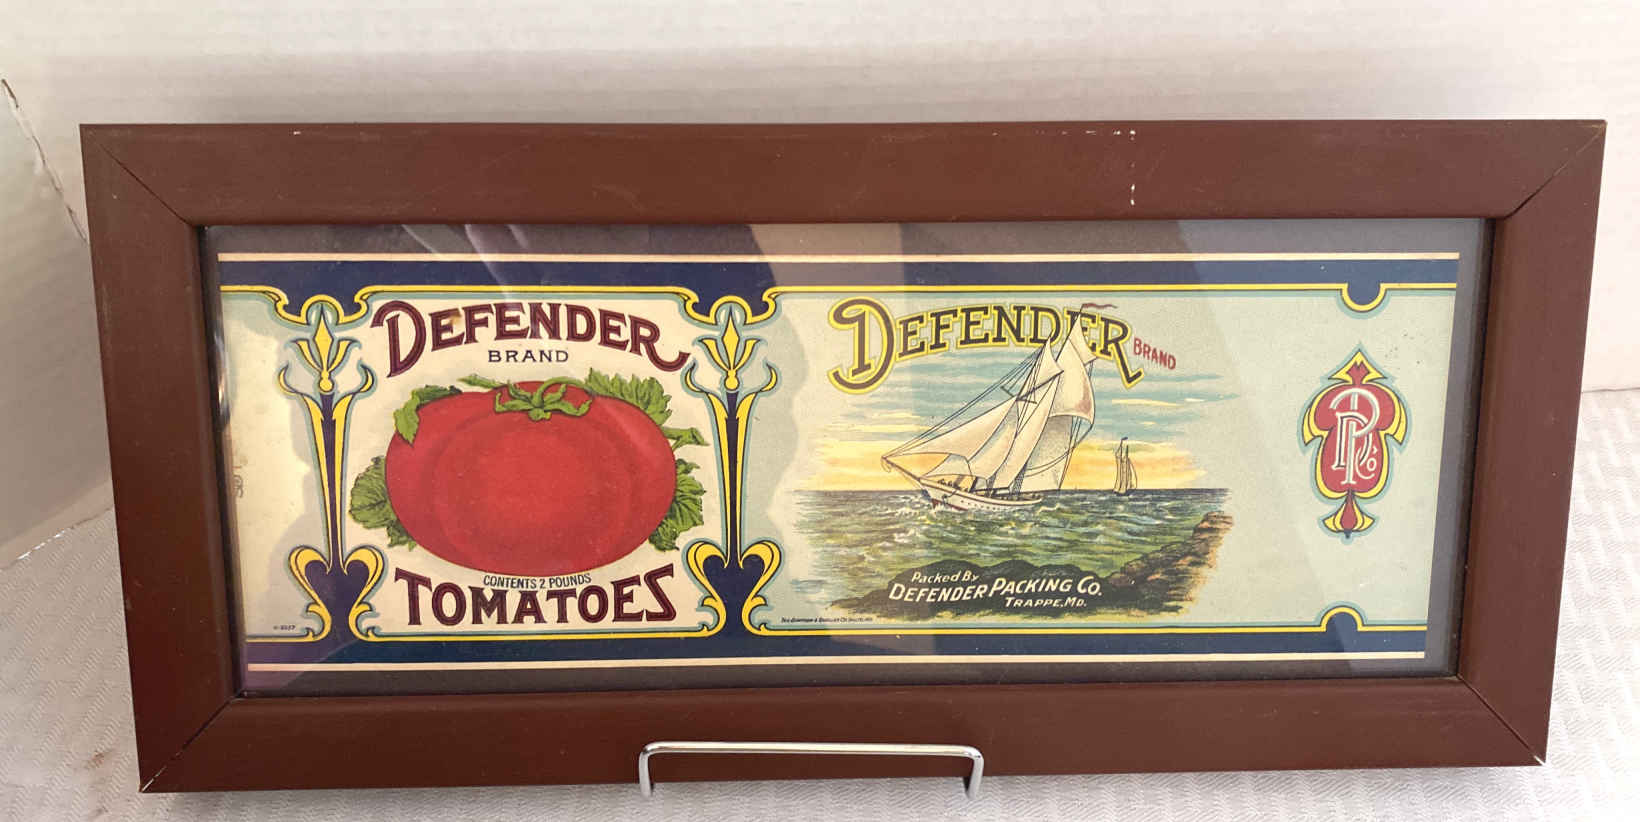 DEFENDER
BRAND
CONTENTS 2 POUNDS
TOMATOES
DEFENDER
BRAND
Packed By
DEFENDER PACKING CO.
TRAPPE, MD.